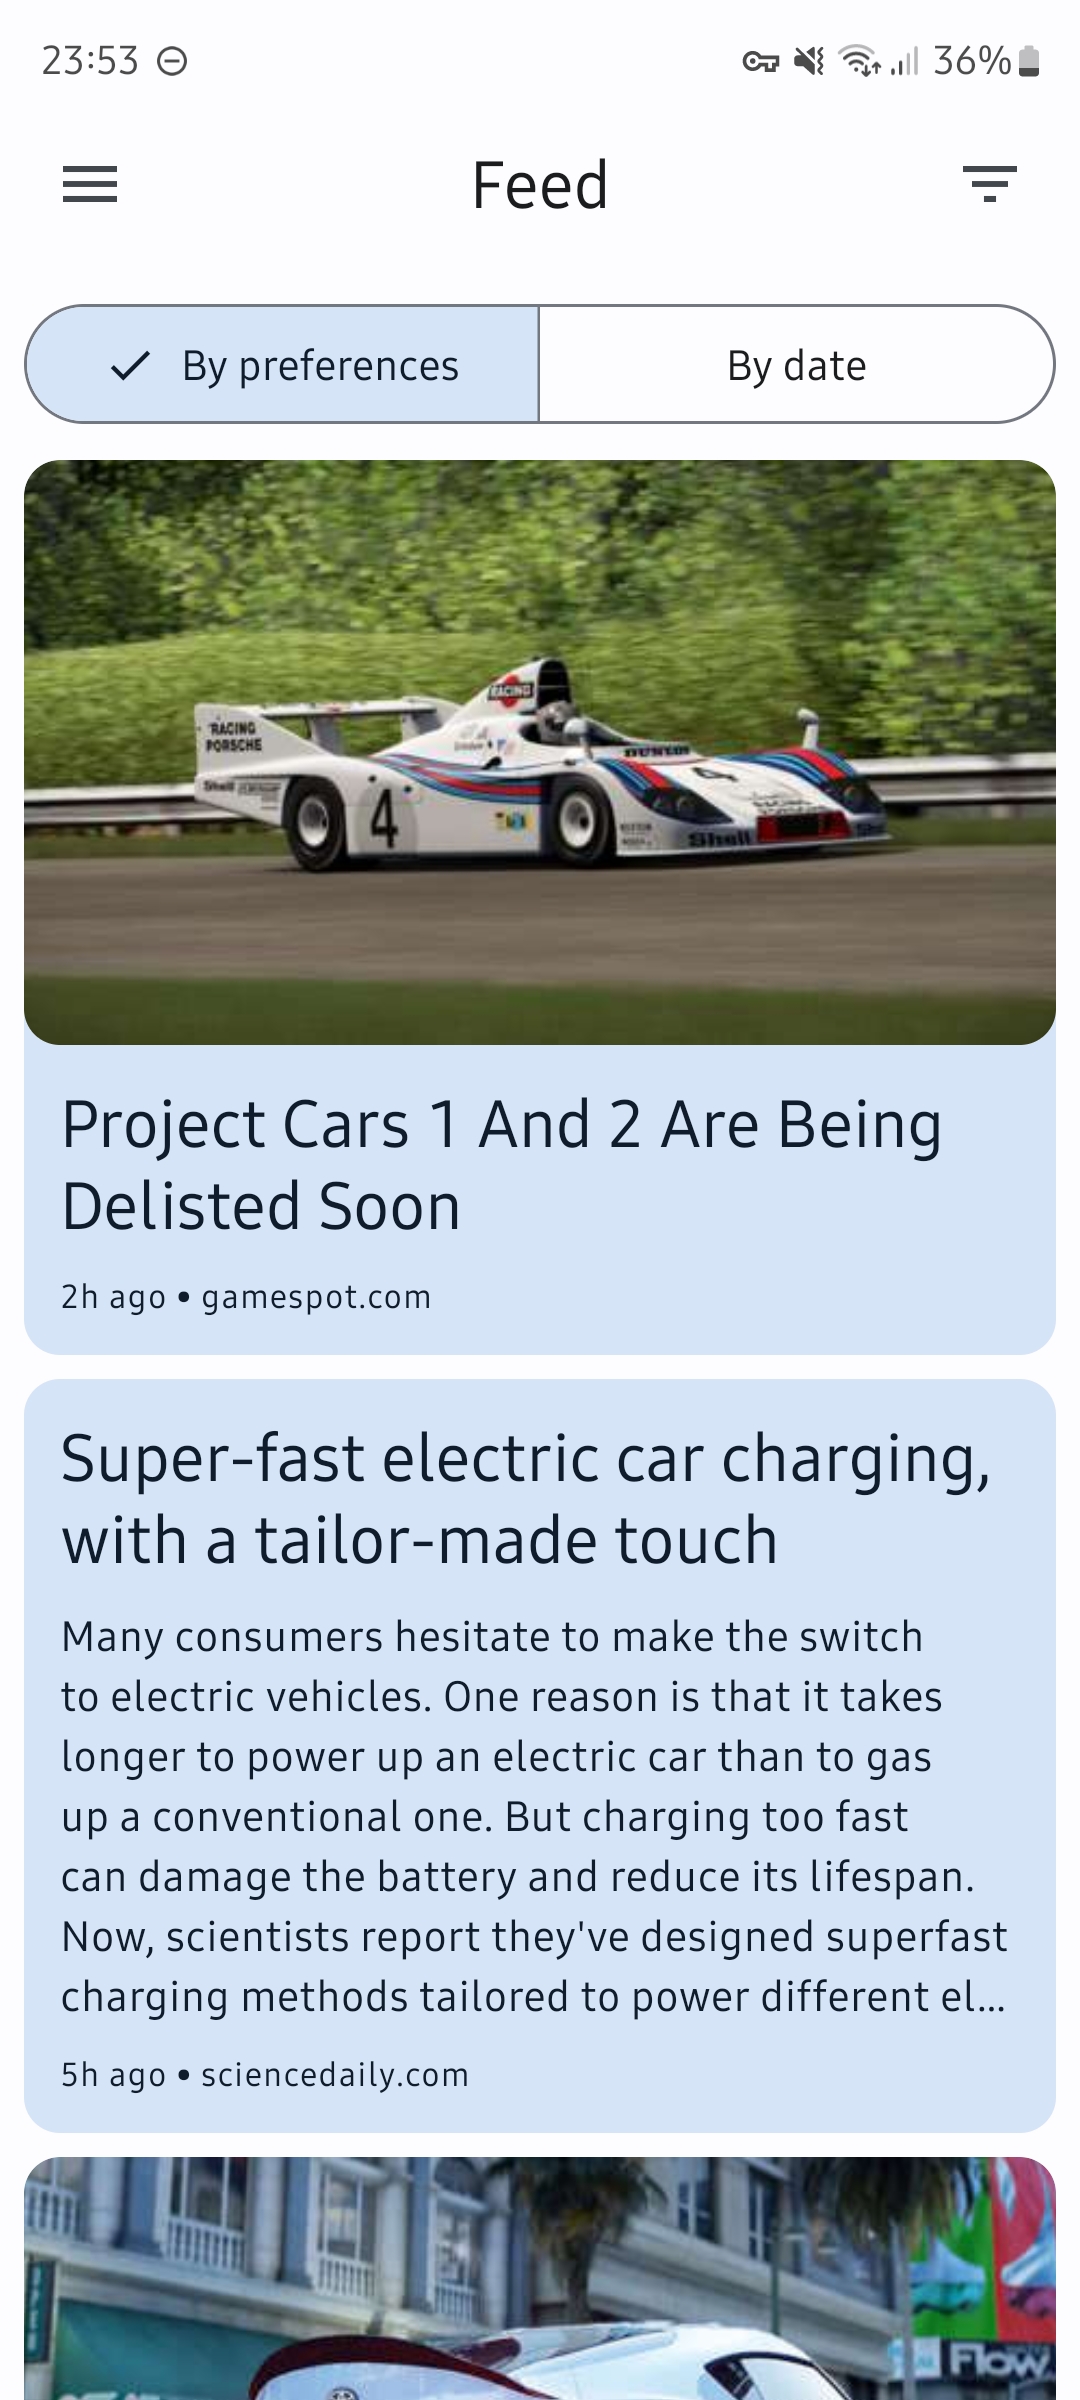 23:53
36%
Feed
By preferences
By date
RACING
RACING
PORSCHE
DUNLOP
4
4
Shell
Shell
Project Cars 1 And 2 Are Being
Delisted Soon
2h ago • gamespot.com
Super-fast electric car charging,
with a tailor-made touch
Many consumers hesitate to make the switch
to electric vehicles. One reason is that it takes
longer to power up an electric car than to gas
up a conventional one. But charging too fast
can damage the battery and reduce its lifespan.
Now, scientists report they've designed superfast
charging methods tailored to power different el...
5h ago • sciencedaily.com
Flow